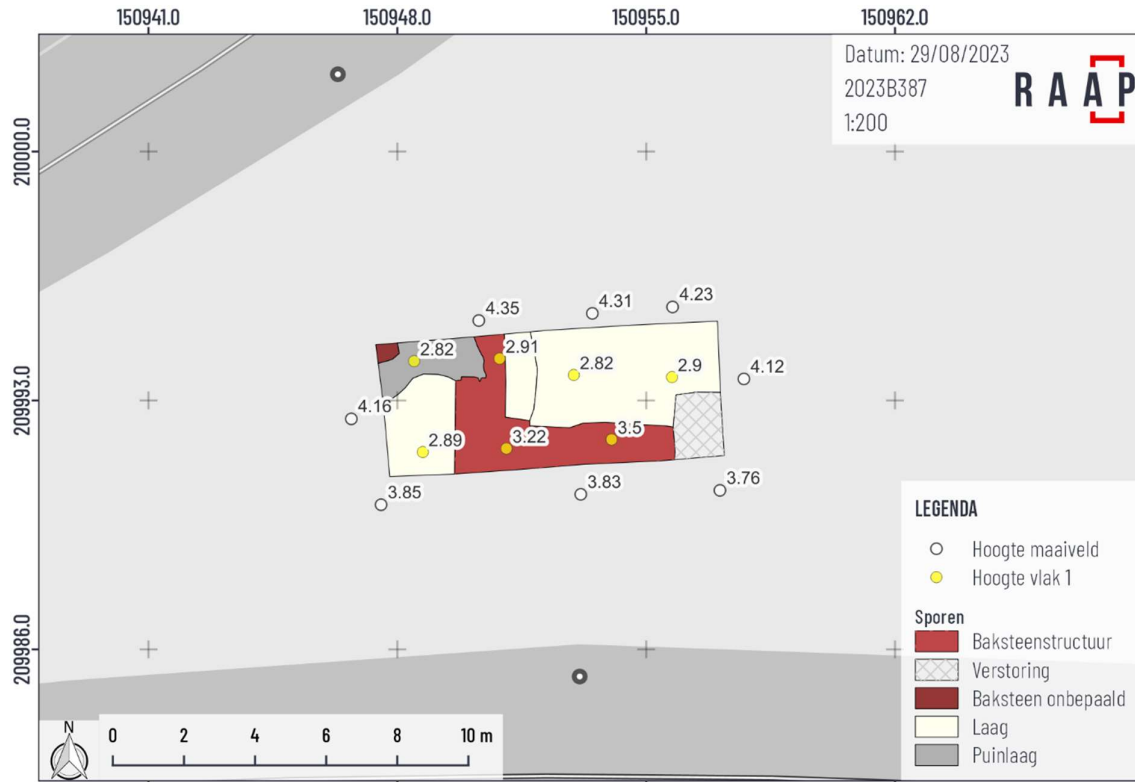 150941.0 150948.0 150955.0 150962.0
Datum: 29/08/2023
2023B387
1:200
RAAP
210000.0
209993.0
209986.0
4.35
4.31
4.23
2.82
2.91
2.82
2.9
4.12
4.16
2.89
3.22
3.5
3.85
3.83
3.76
LEGENDA
Hoogte maaiveld
Hoogte vlak 1
Sporen
Baksteenstructuur
Verstoring
Baksteen onbepaald
Laag
Puinlaag
N
0 2 4 6 8 10 m